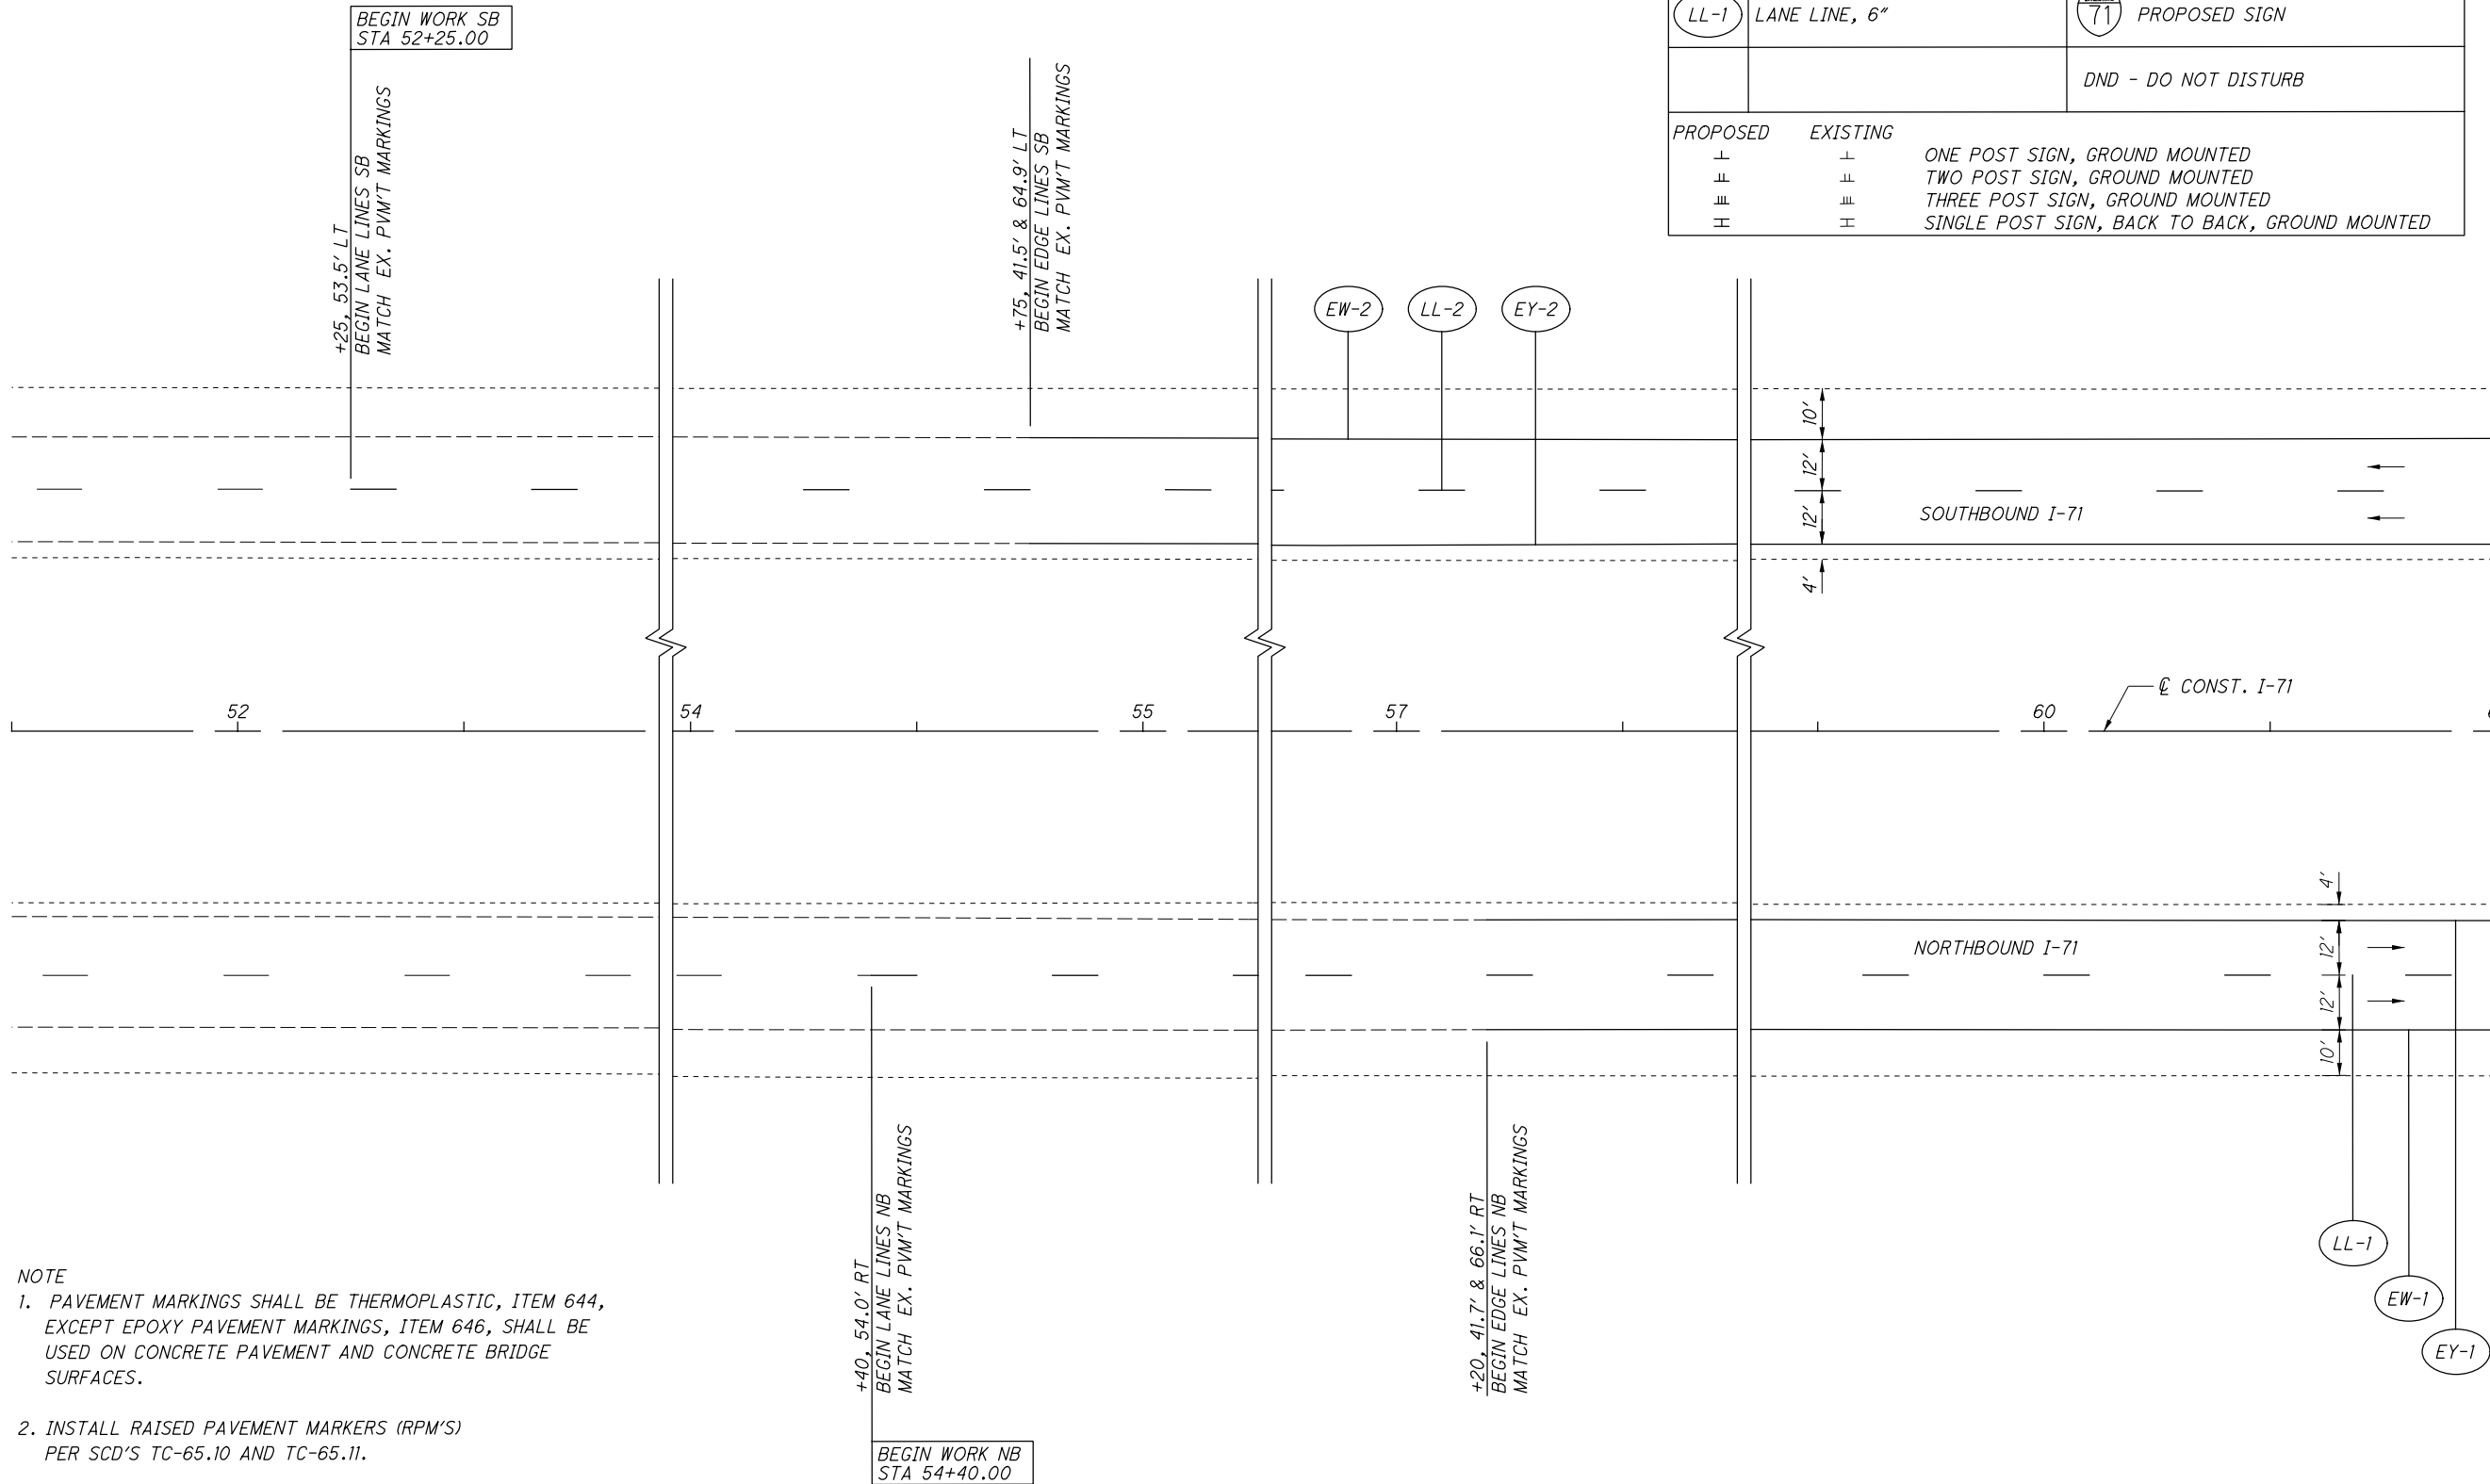 BEGIN WORK SB
STA 52+25.00
+25, 53.5' LT
BEGIN LANE LINES SB
MATCH EX. PVM'T MARKINGS
+75, 41.5' & 64.9' LT
BEGIN EDGE LINES SB
MATCH EX. PVM'T MARKINGS
LL-1 LANE LINE, 6"
71 PROPOSED SIGN
DND - DO NOT DISTURB
PROPOSED EXISTING
ONE POST SIGN, GROUND MOUNTED
TWO POST SIGN, GROUND MOUNTED
THREE POST SIGN, GROUND MOUNTED
SINGLE POST SIGN, BACK TO BACK, GROUND MOUNTED
EW-2 LL-2 EY-2
10'
12'
12'
4'
SOUTHBOUND I-71
℄ CONST. I-71
52 54 55 57 60
4'
12'
12'
10'
NORTHBOUND I-71
+40, 54.0' RT
BEGIN LANE LINES NB
MATCH EX. PVM'T MARKINGS
+20, 41.7' & 66.1' RT
BEGIN EDGE LINES NB
MATCH EX. PVM'T MARKINGS
LL-1
EW-1
EY-1
NOTE
1. PAVEMENT MARKINGS SHALL BE THERMOPLASTIC, ITEM 644,
EXCEPT EPOXY PAVEMENT MARKINGS, ITEM 646, SHALL BE
USED ON CONCRETE PAVEMENT AND CONCRETE BRIDGE
SURFACES.
2. INSTALL RAISED PAVEMENT MARKERS (RPM'S)
PER SCD'S TC-65.10 AND TC-65.11.
BEGIN WORK NB
STA 54+40.00